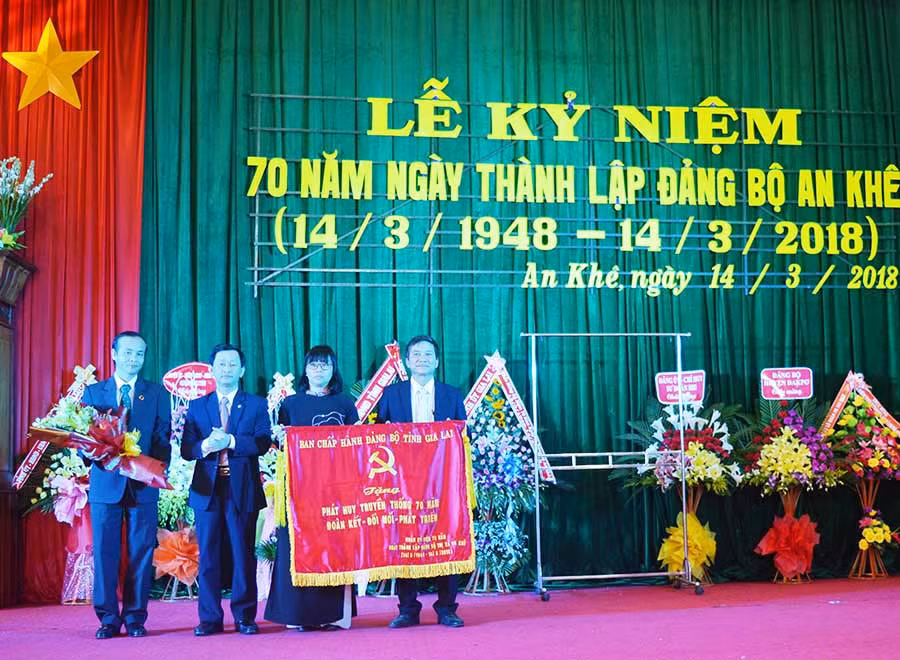 LỄ KỶ NIỆM
70 NĂM NGÀY THÀNH LẬP ĐẢNG BỘ AN KHÊ
(14 / 3 / 1948 – 14 / 3 / 2018)
An Khê, ngày 14 / 3 / 2018
BAN CHẤP HÀNH ĐẢNG BỘ TỈNH GIA LAI
Tặng
PHÁT HUY TRUYỀN THỐNG 70 NĂM
ĐOÀN KẾT - ĐỔI MỚI - PHÁT TRIỂN
ĐẢNG BỘ
HUYỆN ĐAKPƠ